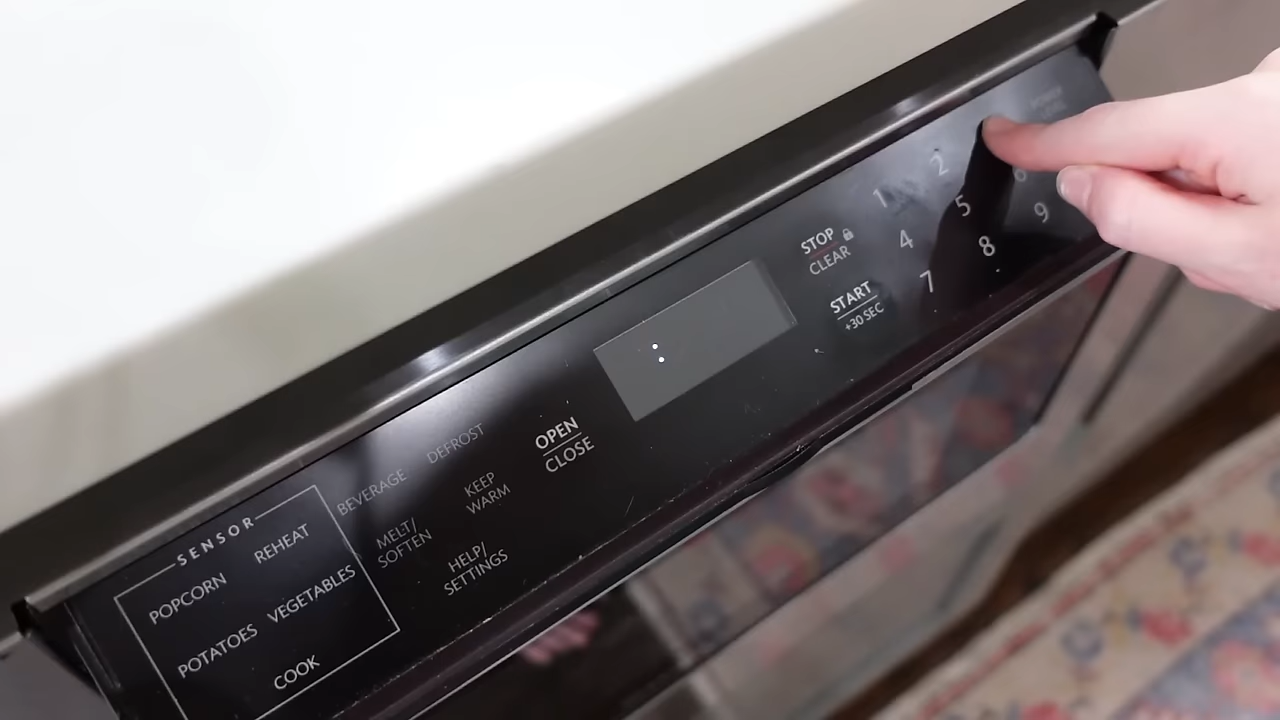 SENSOR
POPCORN
REHEAT
POTATOES
VEGETABLES
COOK
BEVERAGE
DEFROST
MELT/
SOFTEN
KEEP
WARM
HELP/
SETTINGS
OPEN
CLOSE
:
STOP
CLEAR
START
+30 SEC
1 2
4 5 6
7 8 9